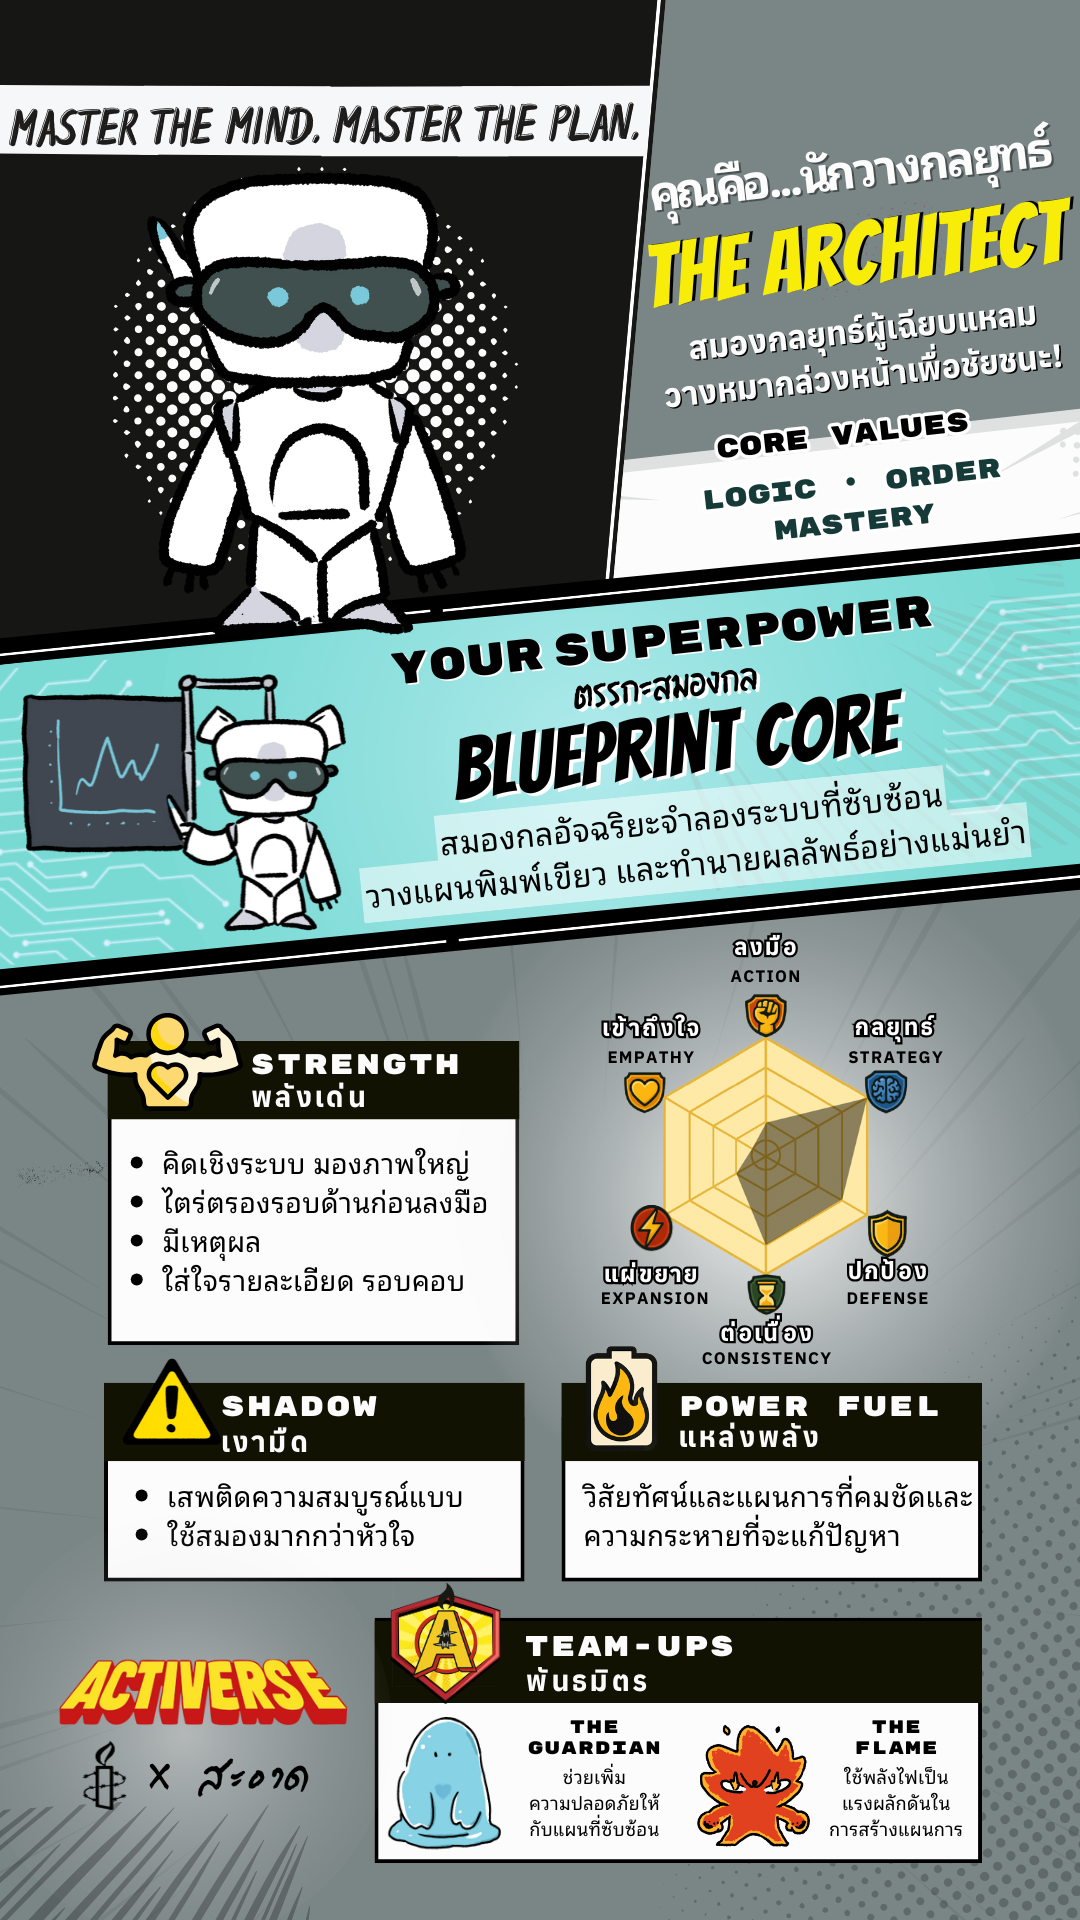 MASTER THE MIND. MASTER THE PLAN.
คุณคือ...นักวางกลยุทธ์
THE ARCHITECT
สมองกลยุทธ์ผู้เฉียบแหลม
วางหมากล่วงหน้าเพื่อชัยชนะ!
CORE VALUES
LOGIC • ORDER
MASTERY
YOUR SUPERPOWER
ตรรกะสมองกล
BLUEPRINT CORE
สมองกลอัจฉริยะจำลองระบบที่ซับซ้อน
วางแผนพิมพ์เขียว และทำนายผลลัพธ์อย่างแม่นยำ
ลงมือ
ACTION
เข้าถึงใจ
EMPATHY
กลยุทธ์
STRATEGY
แผ่ขยาย
EXPANSION
ปกป้อง
DEFENSE
ต่อเนื่อง
CONSISTENCY
STRENGTH
พลังเด่น
• คิดเชิงระบบ มองภาพใหญ่
• ไตร่ตรองรอบด้านก่อนลงมือ
• มีเหตุผล
• ใส่ใจรายละเอียด รอบคอบ
SHADOW
เงามืด
• เสพติดความสมบูรณ์แบบ
• ใช้สมองมากกว่าหัวใจ
POWER FUEL
แหล่งพลัง
วิสัยทัศน์และแผนการที่คมชัดและ
ความกระหายที่จะแก้ปัญหา
A
TEAM-UPS
พันธมิตร
THE
GUARDIAN
ช่วยเพิ่ม
ความปลอดภัยให้
กับแผนที่ซับซ้อน
THE
FLAME
ใช้พลังไฟเป็น
แรงผลักดันใน
การสร้างแผนการ
ACTIVERSE
X สะอาด